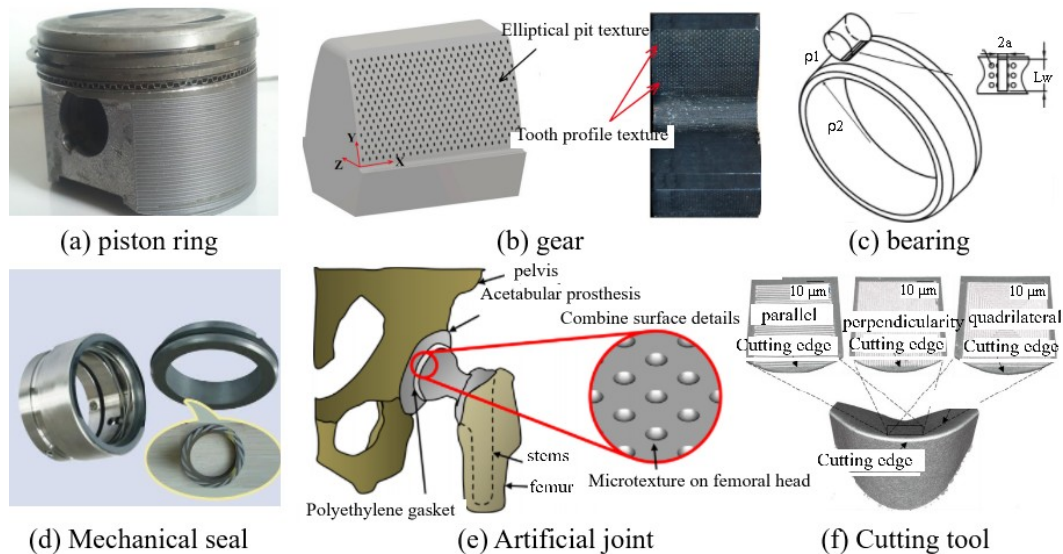 Elliptical pit texture
Tooth profile texture
Y
X
Z
p1
p2
2a
Lw
(a) piston ring
(b) gear
(c) bearing
pelvis
Acetabular prosthesis
Combine surface details
stems
femur
Microtexture on femoral head
Polyethylene gasket
10 μm
10 μm
10 μm
parallel
perpendicularity
quadrilateral
Cutting edge
Cutting edge
Cutting edge
Cutting edge
(d) Mechanical seal
(e) Artificial joint
(f) Cutting tool